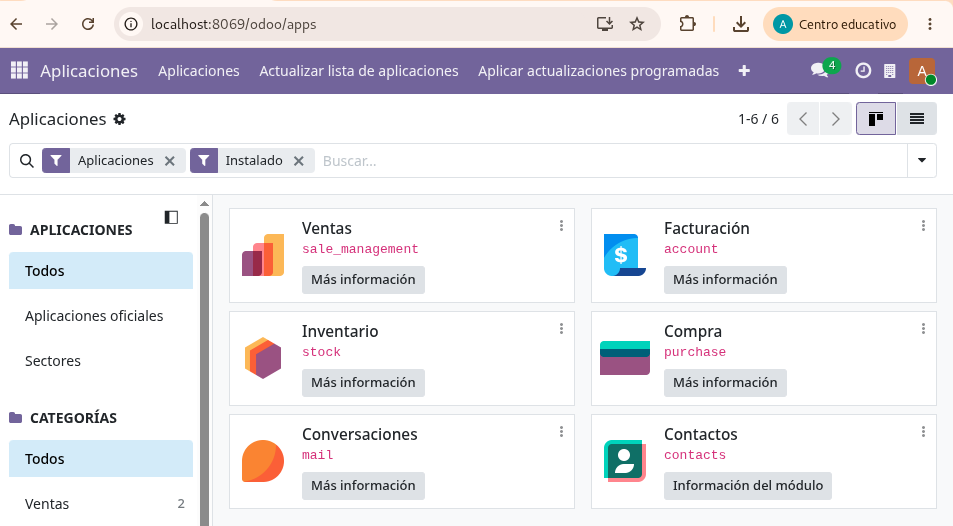 localhost:8069/odoo/apps
A Centro educativo
Aplicaciones Aplicaciones Actualizar lista de aplicaciones Aplicar actualizaciones programadas 4 A
Aplicaciones 1-6 / 6
Aplicaciones Instalado Buscar...
APLICACIONES
Todos
Aplicaciones oficiales
Sectores
CATEGORÍAS
Todos
Ventas 2
Ventas
sale_management
Más información
Facturación
account
Más información
Inventario
stock
Más información
Compra
purchase
Más información
Conversaciones
mail
Más información
Contactos
contacts
Información del módulo